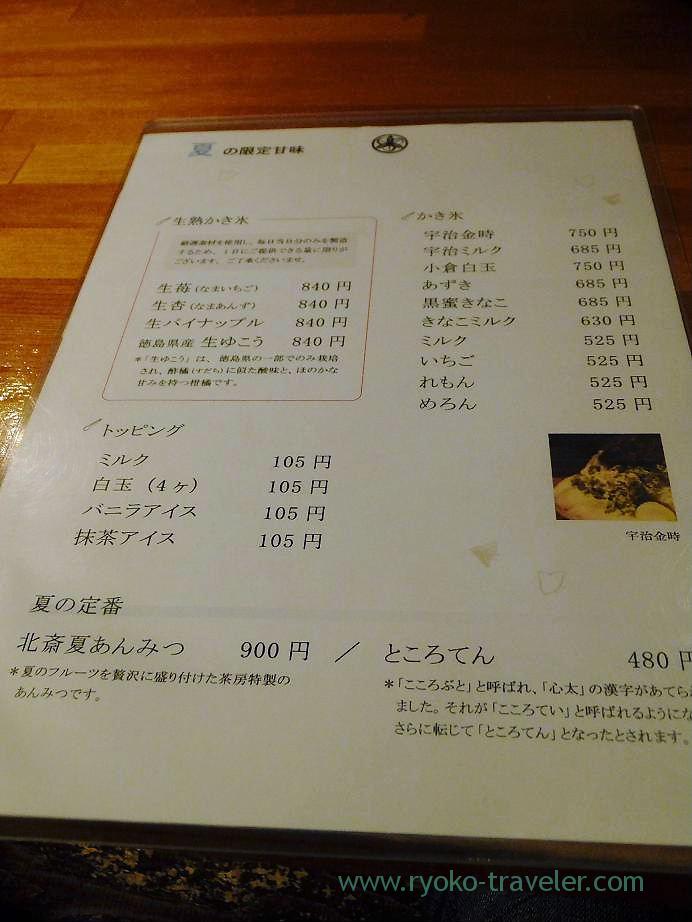 夏の限定甘味
生熟かき氷
厳選素材を使用し、毎日当日分のみを製造
するため、1日にご提供できる量に限りが
ございます。ご了承くださいませ。
生苺(なまいちご) 840円
生杏(なまあんず) 840円
生パイナップル 840円
徳島県産 生ゆこう 840円
*「生ゆこう」は、徳島県の一部でのみ栽培
され、酢橘(すだち)に似た酸味と、ほのかな
甘みを持つ柑橘です。
かき氷
宇治金時 750円
宇治ミルク 685円
小倉白玉 750円
あずき 685円
黒蜜きなこ 685円
きなこミルク 630円
ミルク 525円
いちご 525円
れもん 525円
めろん 525円
宇治金時
トッピング
ミルク 105円
白玉(4ヶ) 105円
バニラアイス 105円
抹茶アイス 105円
夏の定番
北斎夏あんみつ 900円 / ところてん 480円
*夏のフルーツを贅沢に盛り付けた茶房特製の
あんみつです。
*「こころぶと」と呼ばれ、「心太」の漢字があてら
ました。それが「こころてい」と呼ばれるようにな
さらに転じて「ところてん」となったとされます。
www.ryoko-traveler.com